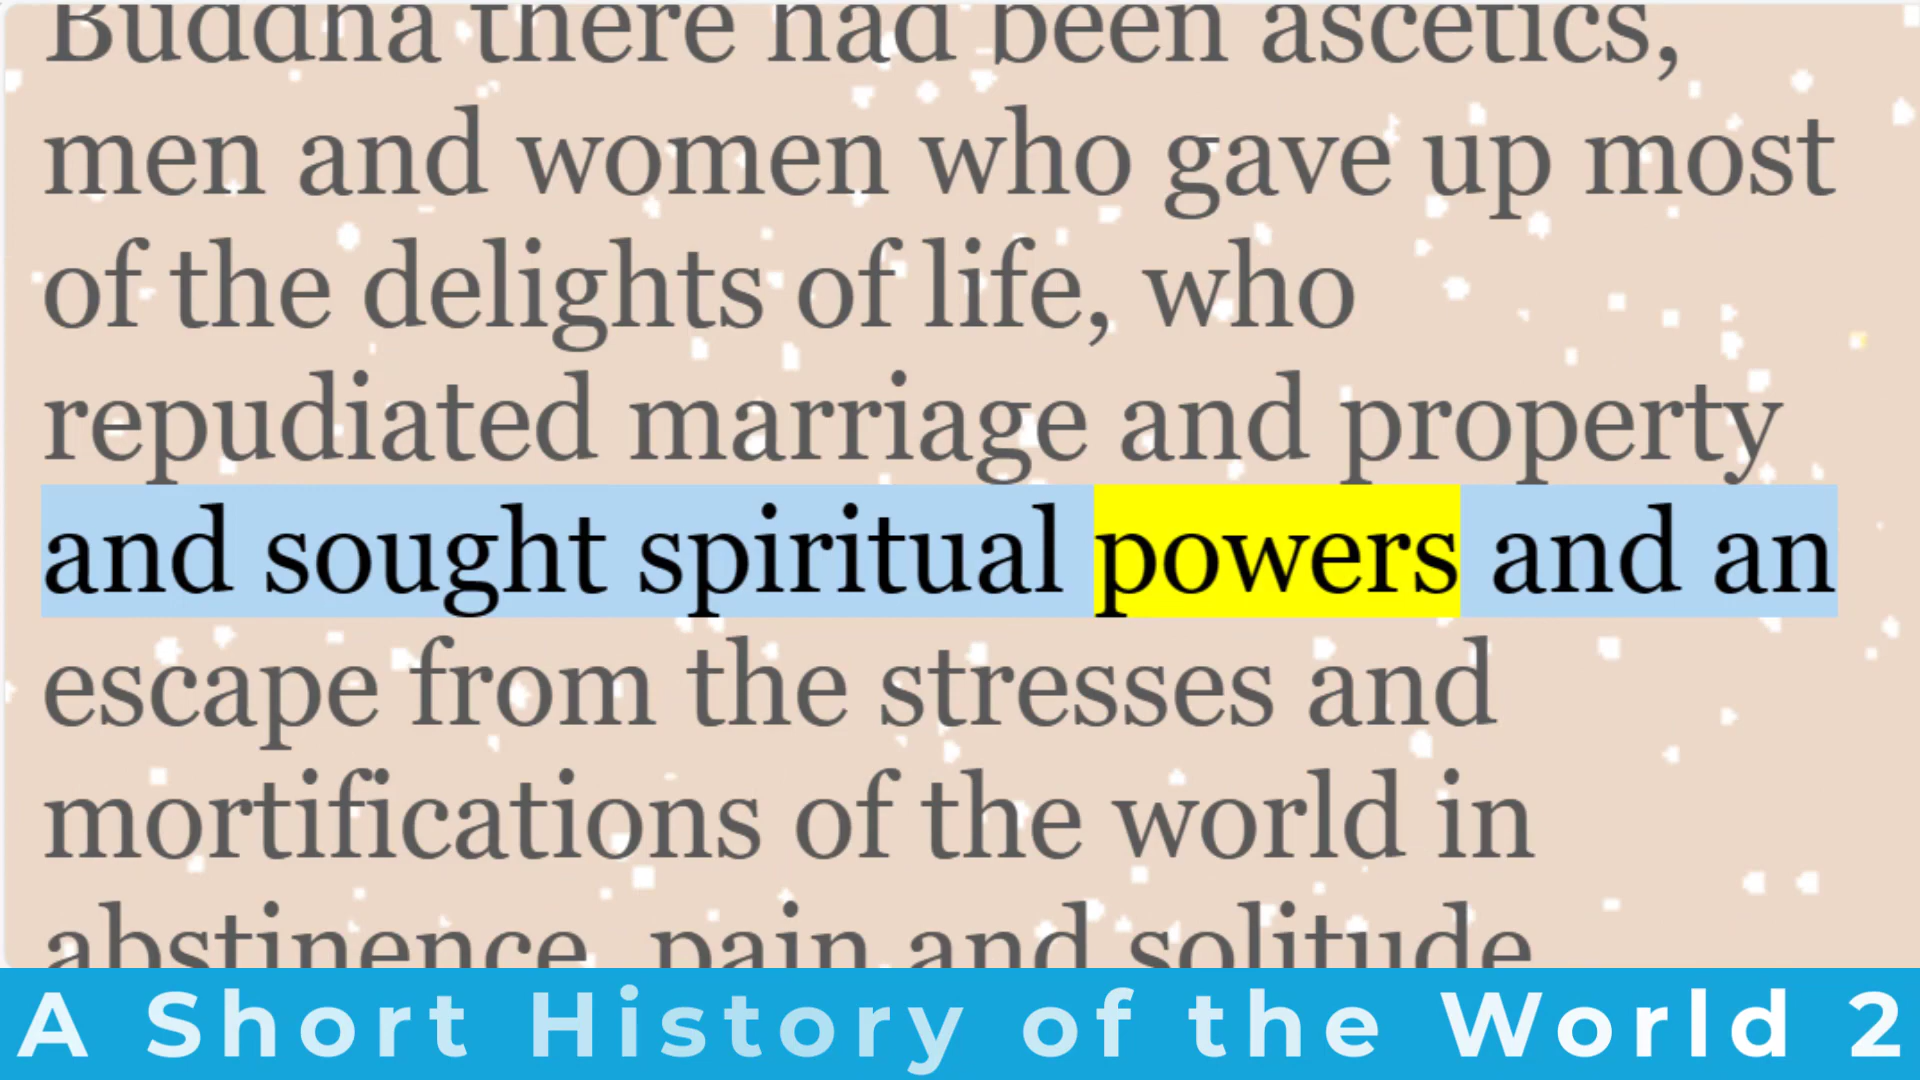 Buddha there had been ascetics,
men and women who gave up most
of the delights of life, who
repudiated marriage and property
and sought spiritual powers and an
escape from the stresses and
mortifications of the world in
abstinence, pain and solitude
A Short History of the World 2